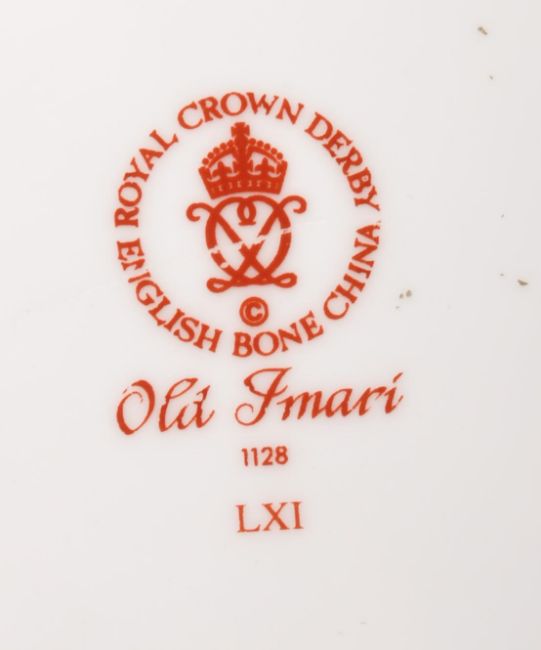 ROYAL CROWN DERBY
ENGLISH BONE CHINA
©
Old Imari
1128
LXI